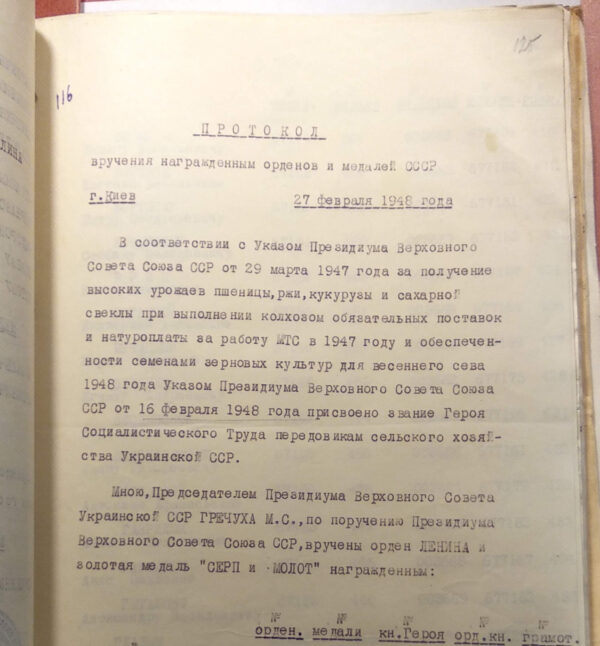 125
116
ПРОТОКОЛ
вручения награжденным орденов и медалей СССР
г.Киев 27 февраля 1948 года
В соответствии с Указом Президиума Верховного
Совета Союза ССР от 29 марта 1947 года за получение
высоких урожаев пшеницы,ржи,кукурузы и сахарной
свеклы при выполнении колхозом обязательных поставок
и натуроплаты за работу МТС в 1947 году и обеспечен-
ности семенами зерновых культур для весеннего сева
1948 года Указом Президиума Верховного Совета Союза
ССР от 16 февраля 1948 года присвоено звание Героя
Социалистического Труда передовикам сельского хозяй-
ства Украинской ССР.
Мною,Председателем Президиума Верховного Совета
Украинской ССР ГРЕЧУХА М.С.,по поручению Президиума
Верховного Совета Союза ССР,вручены орден ЛЕНИНА и
золотая медаль "СЕРП и МОЛОТ" награжденным:
№ № № № №
орден. медали кн.Героя орд.кн. грамот.